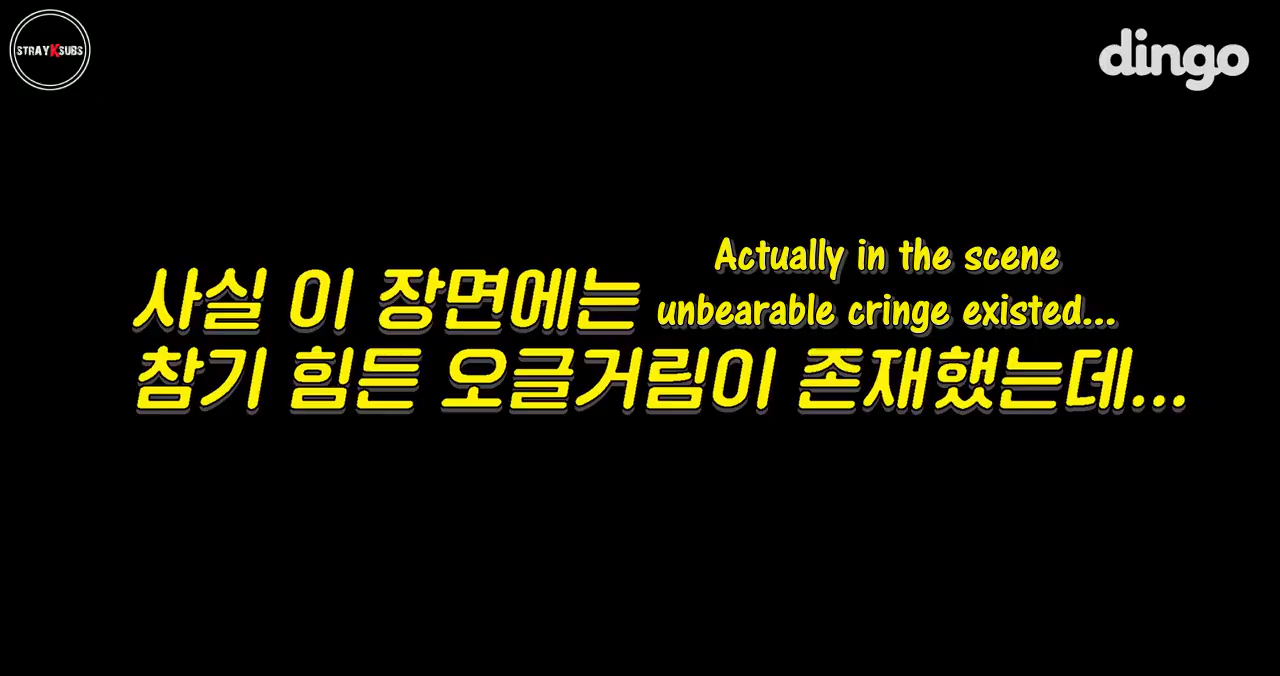 STRAYKSUBS
dingo
Actually in the scene
unbearable cringe existed...
사실 이 장면에는
참기 힘든 오글거림이 존재했는데...